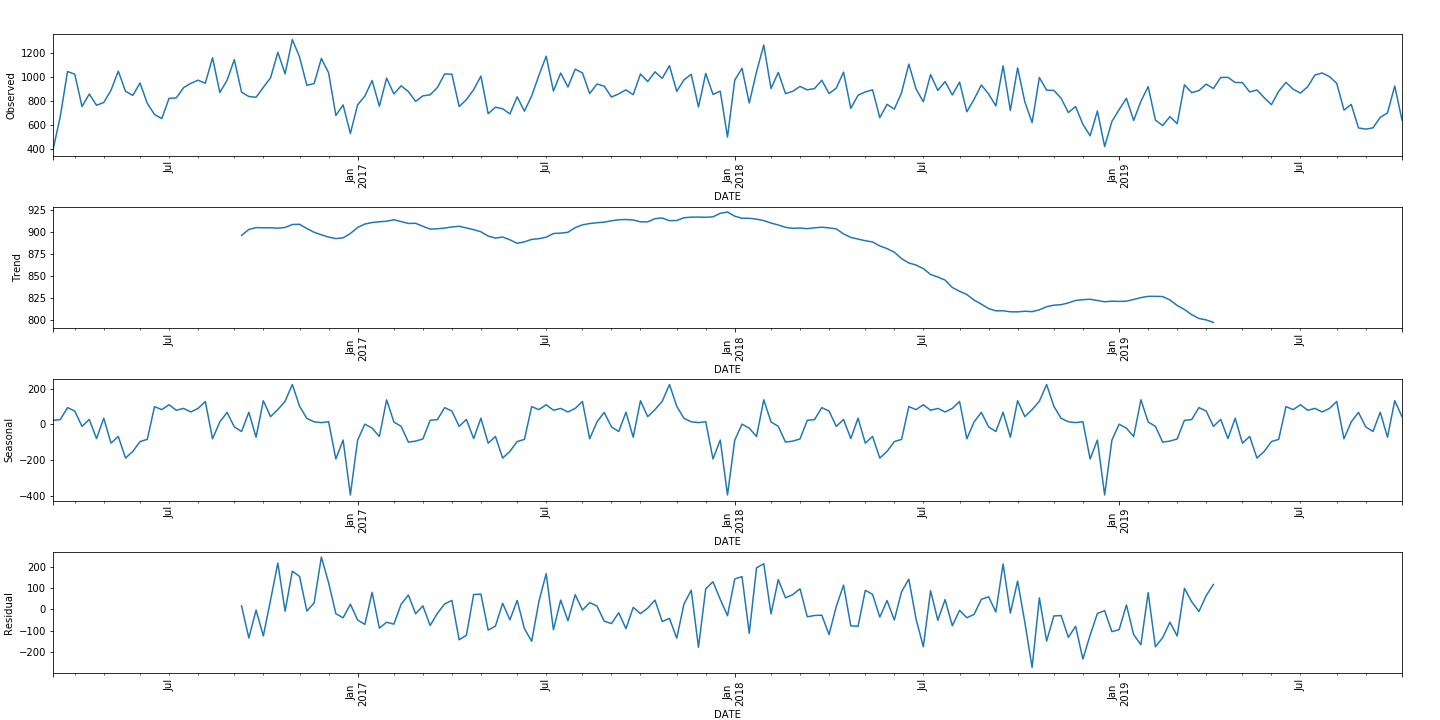 1200
1000
800
600
400
Observed
Jul
Jan
2017
Jul
Jan
2018
Jul
Jan
2019
Jul
DATE
925
900
875
850
825
800
Trend
Jul
Jan
2017
Jul
Jan
2018
Jul
Jan
2019
Jul
DATE
200
0
−200
−400
Seasonal
Jul
Jan
2017
Jul
Jan
2018
Jul
Jan
2019
Jul
DATE
200
100
0
−100
−200
Residual
Jul
Jan
2017
Jul
Jan
2018
Jul
Jan
2019
Jul
DATE